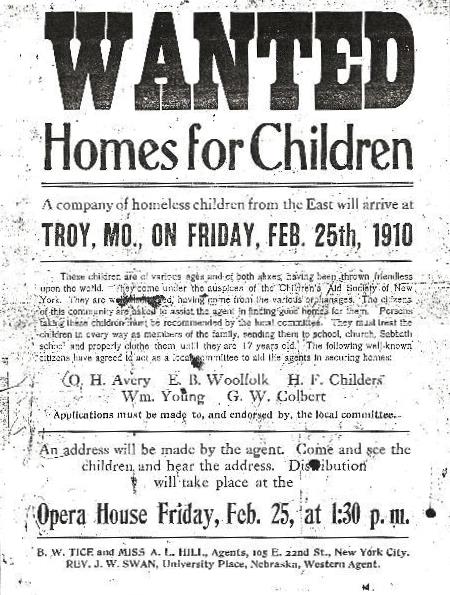 WANTED
Homes for Children
A company of homeless children from the East will arrive at
TROY, MO., ON FRIDAY, FEB. 25th, 1910
These children are of various ages and of both sexes, having been thrown friendless
upon the world. They come under the auspices of the Children's Aid Society of New
York. They are well disciplined, having come from the various orphanages. The citizens
of this community are asked to assist the agent in finding good homes for them. Persons
taking these children must be recommended by the local committee. They must treat the
children in every way as members of the family, sending them to school, church, Sabbath
school and properly clothe them until they are 17 years old. The following well-known
citizens have agreed to act as a local committee to aid the agents in securing homes:
O. H. Avery E. B. Woolfolk H. F. Childers
Wm. Young G. W. Colbert
Applications must be made to, and endorsed by, the local committee.
An address will be made by the agent. Come and see the
children and hear the address. Distribution
will take place at the
Opera House Friday, Feb. 25, at 1:30 p. m.
B. W. TICE and MISS A. L. HILL, Agents, 105 E. 22nd St., New York City.
REV. J. W. SWAN, University Place, Nebraska, Western Agent.